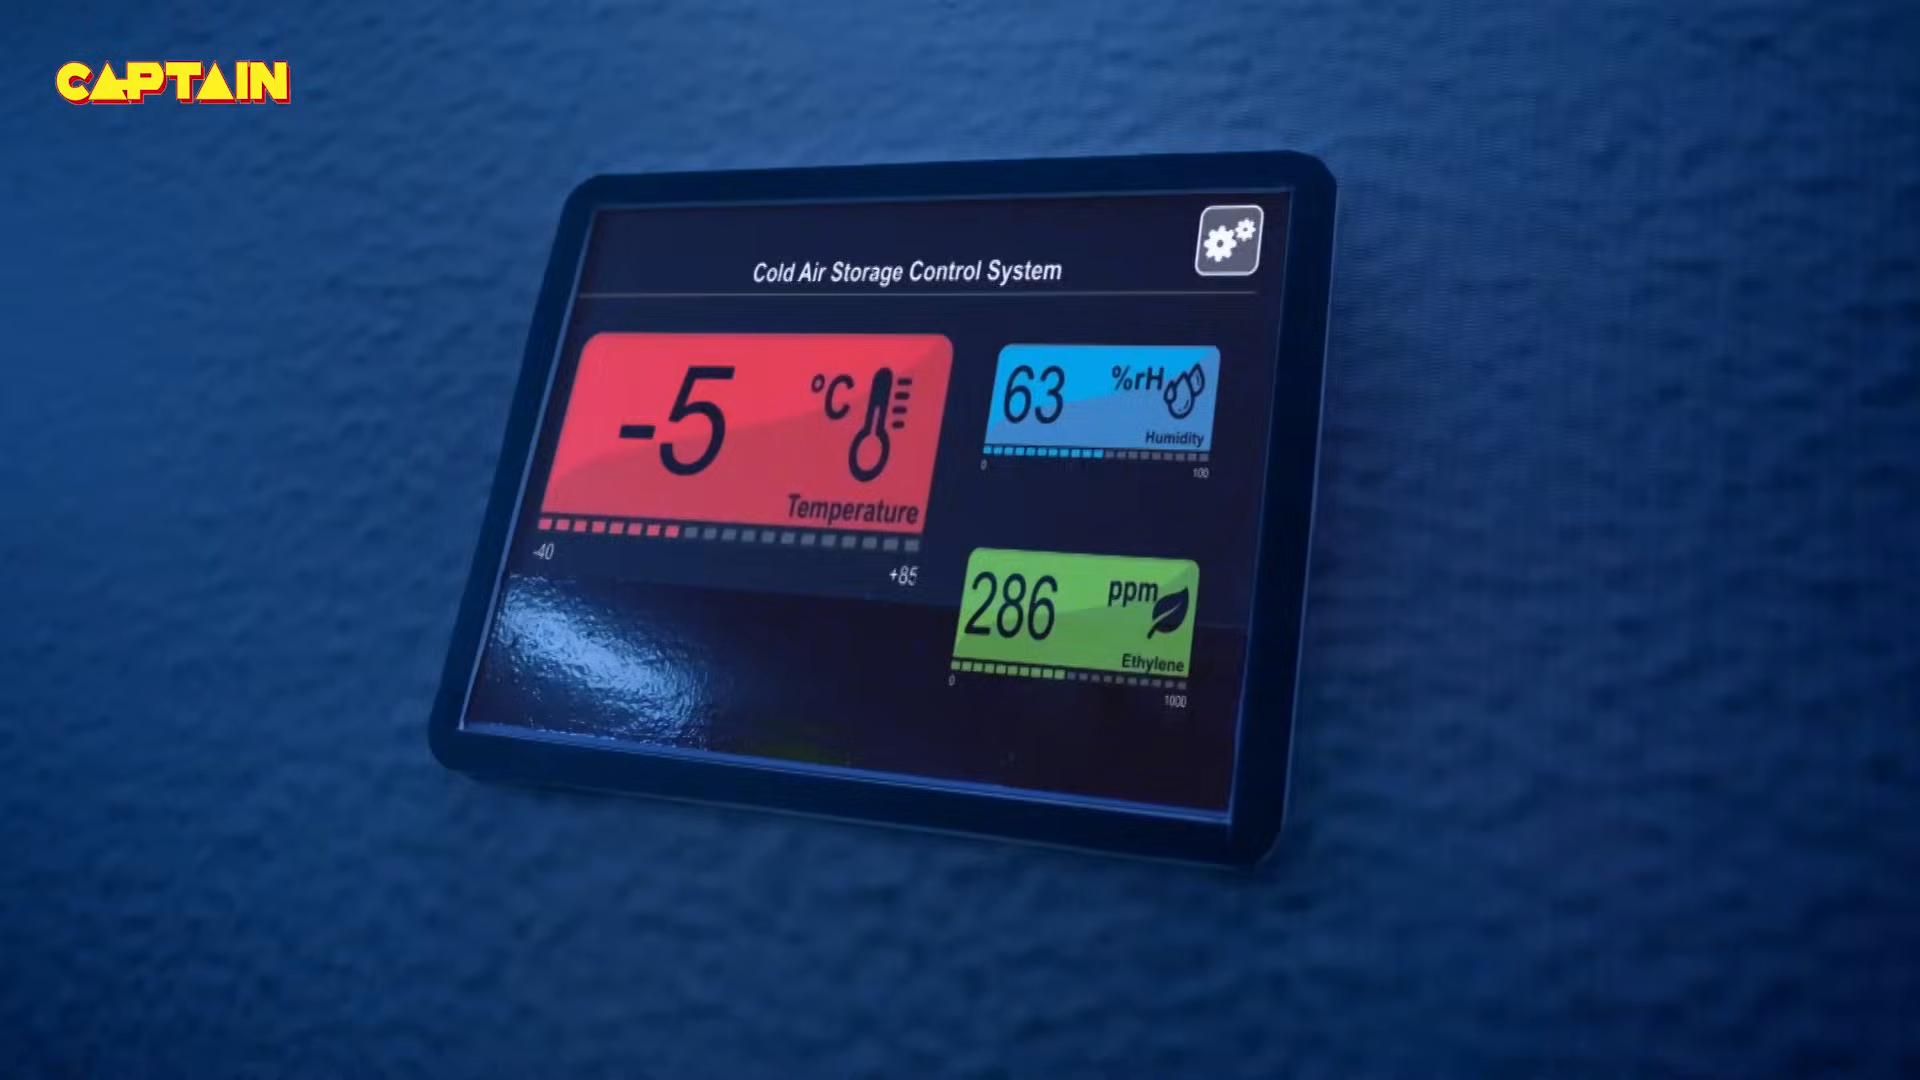 CAPTAIN
Cold Air Storage Control System
-5 °C
Temperature
-40 +85
63 %rH
Humidity
0 100
286 ppm
Ethylene
0 1000